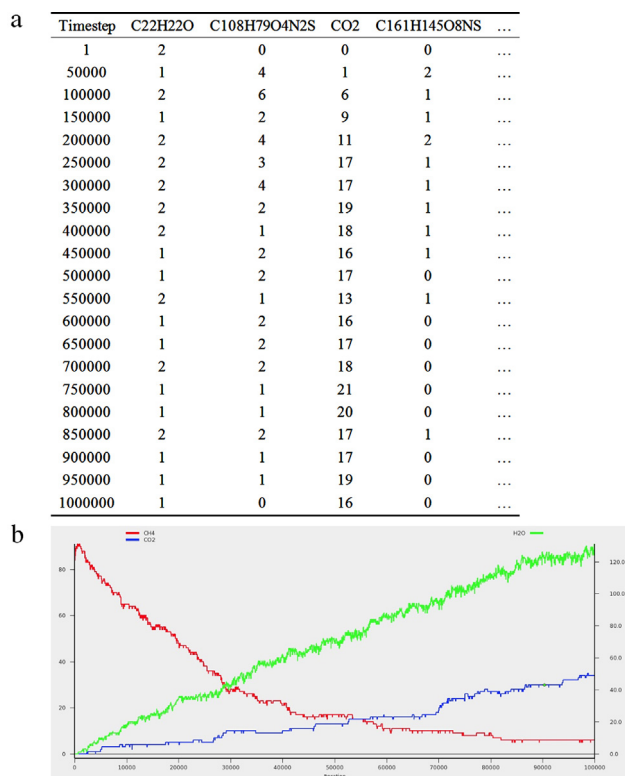 a
Timestep C22H22O C108H79O4N2S CO2 C161H145O8NS ...
1 2 0 0 0 ...
50000 1 4 1 2 ...
100000 2 6 6 1 ...
150000 1 2 9 1 ...
200000 2 4 11 2 ...
250000 2 3 17 1 ...
300000 2 4 17 1 ...
350000 2 2 19 1 ...
400000 2 1 18 1 ...
450000 1 2 16 1 ...
500000 1 2 17 0 ...
550000 2 1 13 1 ...
600000 1 2 16 0 ...
650000 1 2 17 0 ...
700000 2 2 18 0 ...
750000 1 1 21 0 ...
800000 1 1 20 0 ...
850000 2 2 17 1 ...
900000 1 1 17 0 ...
950000 1 1 19 0 ...
1000000 1 0 16 0 ...
b
CH4 H2O
CO2
80 120.0
100.0
60
80.0
40 60.0
40.0
20
20.0
0 0.0
0 10000 20000 30000 40000 50000 60000 70000 80000 90000 100000